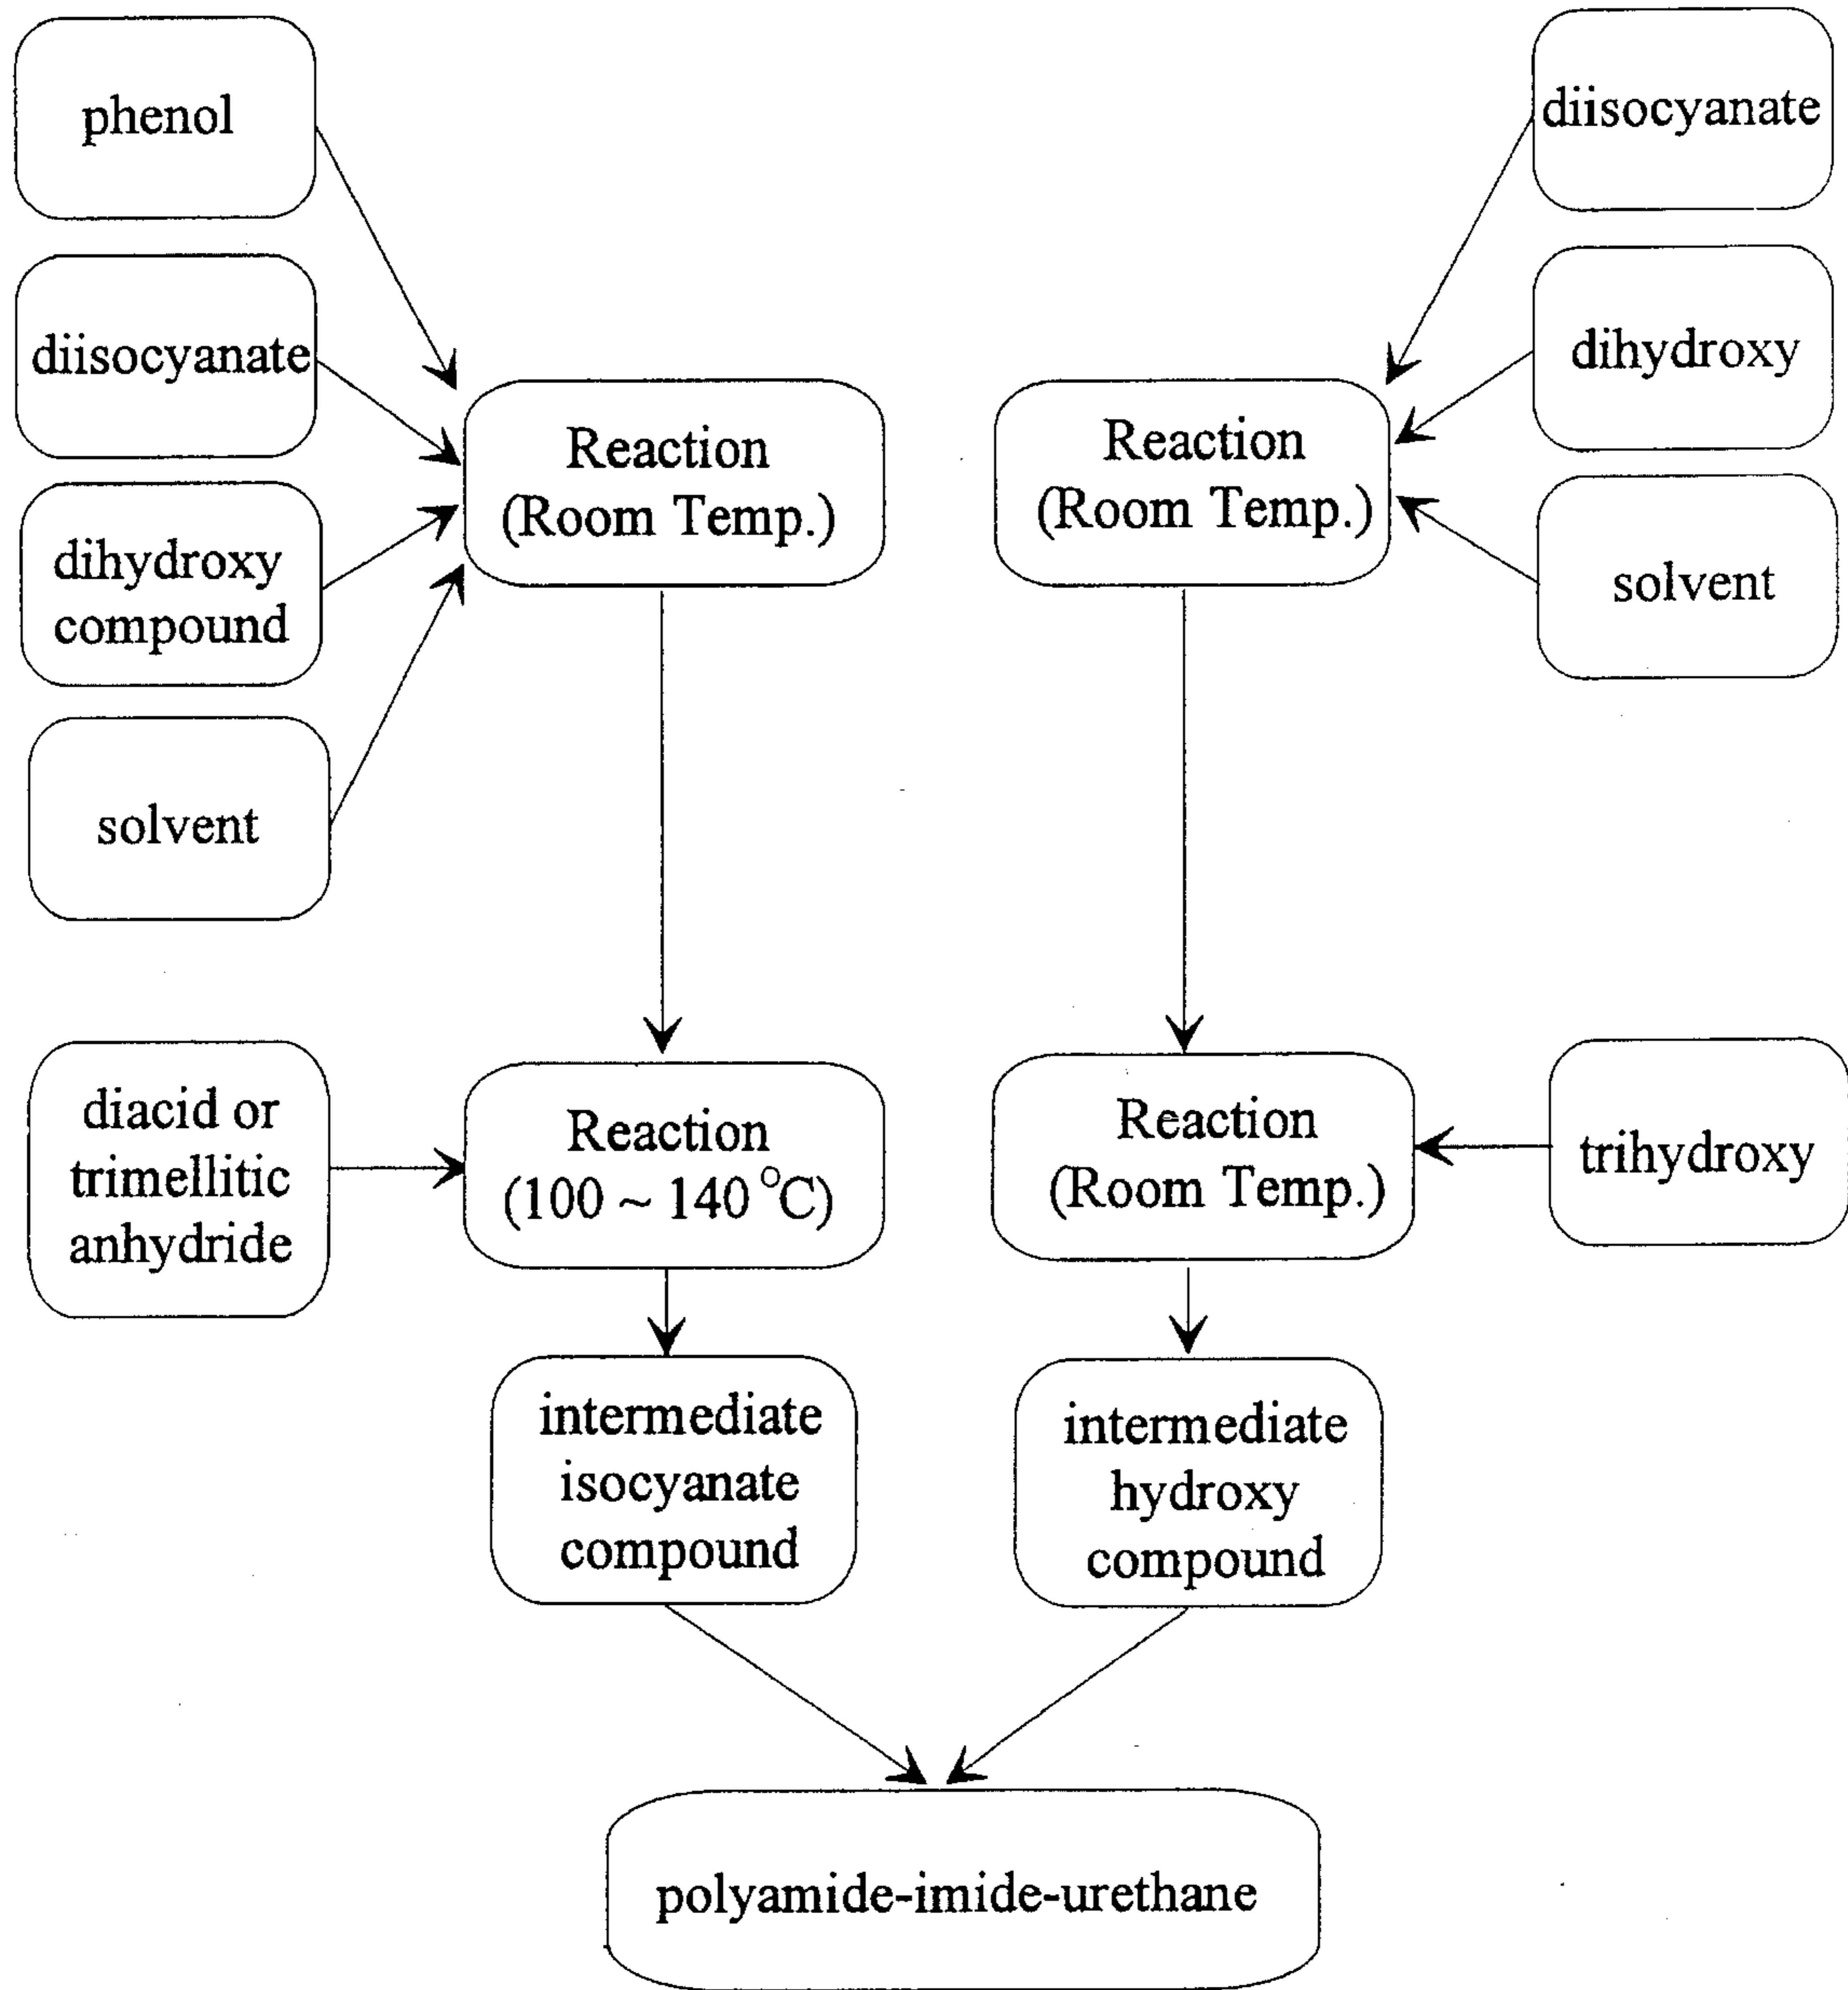 phenol
diisocyanate
dihydroxy
compound
solvent
Reaction
(Room Temp.)
Reaction
(Room Temp.)
diisocyanate
dihydroxy
solvent
diacid or
trimellitic
anhydride
Reaction
(100 ~ 140 °C)
Reaction
(Room Temp.)
trihydroxy
intermediate
isocyanate
compound
intermediate
hydroxy
compound
polyamide-imide-urethane